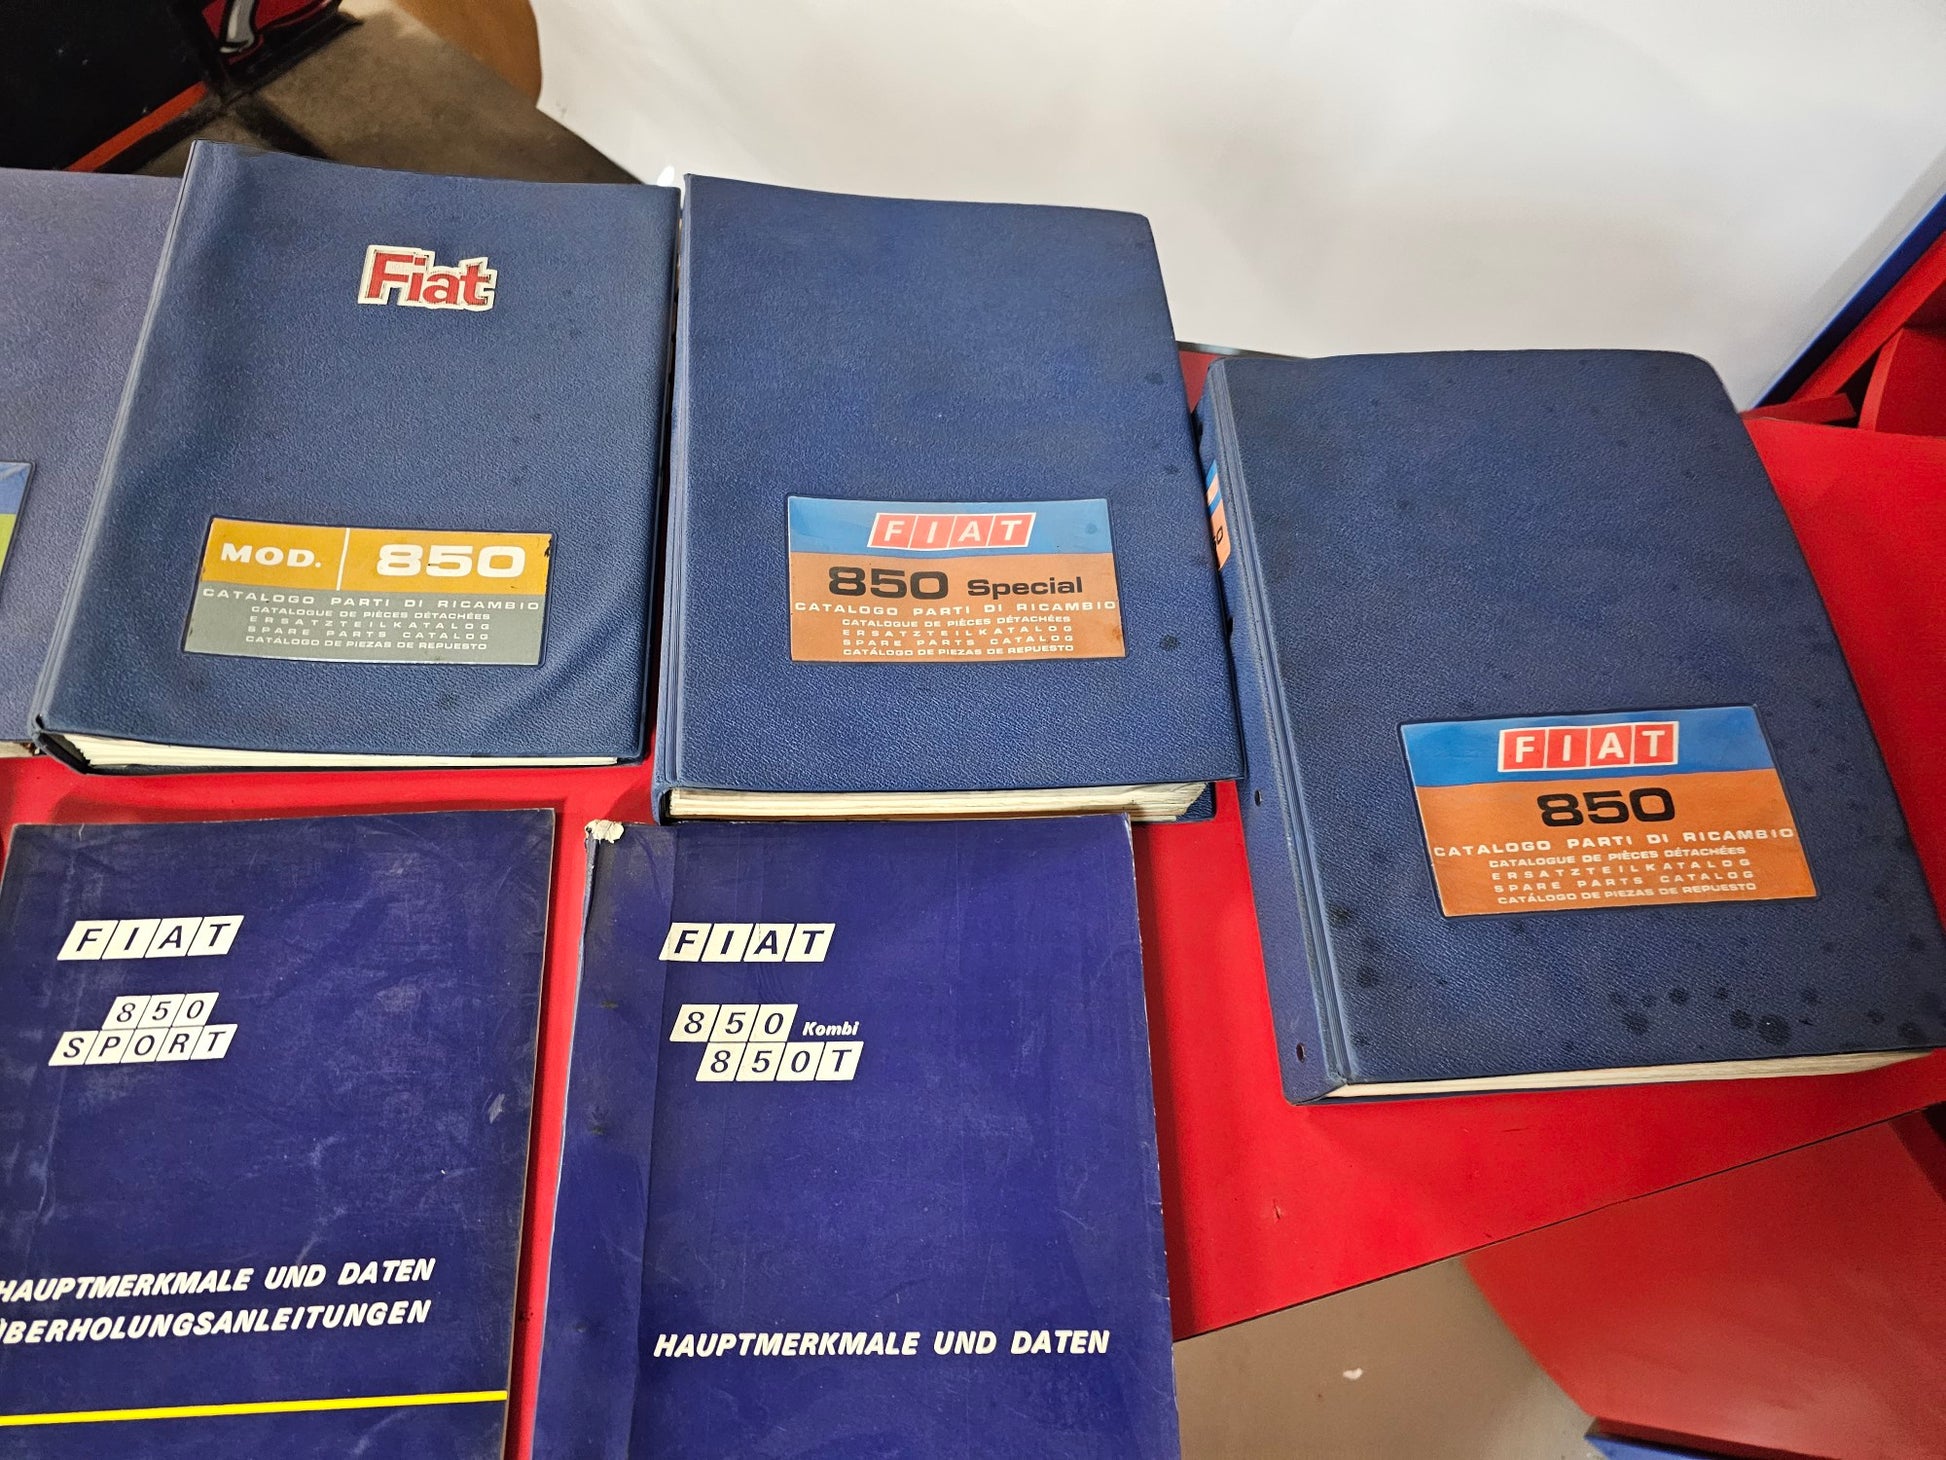 Fiat
MOD. 850
CATALOGO PARTI DI RICAMBIO
CATALOGUE DE PIÈCES DÉTACHÉES
ERSATZTEILKATALOG
SPARE PARTS CATALOG
CATÁLOGO DE PIEZAS DE REPUESTO
FIAT
850 Special
CATALOGO PARTI DI RICAMBIO
CATALOGUE DE PIÈCES DÉTACHÉES
ERSATZTEILKATALOG
SPARE PARTS CATALOG
CATÁLOGO DE PIEZAS DE REPUESTO
FIAT
850
CATALOGO PARTI DI RICAMBIO
CATALOGUE DE PIÈCES DÉTACHÉES
ERSATZTEILKATALOG
SPARE PARTS CATALOG
CATÁLOGO DE PIEZAS DE REPUESTO
FIAT
850
SPORT
HAUPTMERKMALE UND DATEN
ÜBERHOLUNGSANLEITUNGEN
FIAT
850 Kombi
850T
HAUPTMERKMALE UND DATEN